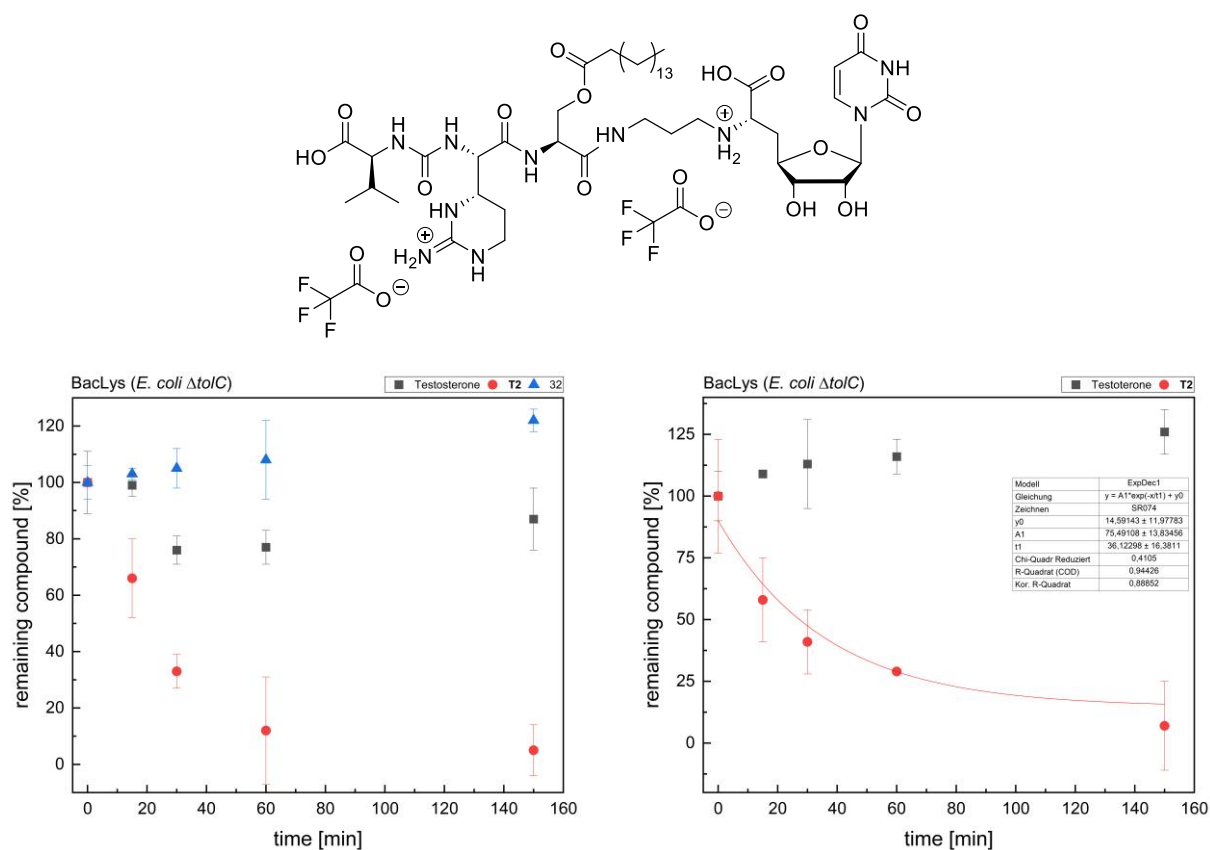 O
O
NH
O
N
O
O
13
O
HO
O
O
H
N
H
N
O
HN
N
H2
HO
O
N
H
O
O
OH
OH
HN
O
F
F
F
O
H2N
N
H
O
F
F
F
O
BacLys (E. coli ΔtolC)
Testosterone T2 32
remaining compound [%]
120
100
80
60
40
20
0
0 20 40 60 80 100 120 140 160
time [min]
BacLys (E. coli ΔtolC)
Testoterone T2
remaining compound [%]
125
100
75
50
25
0
Modell ExpDec1
Gleichung y = A1*exp(-x/t1) + y0
Zeichnen SR074
y0 14,59143 ± 11,97783
A1 75,49108 ± 13,83456
t1 36,12298 ± 16,3811
Chi-Quadr Reduziert 0,4105
R-Quadrat (COD) 0,94426
Kor. R-Quadrat 0,88852
0 20 40 60 80 100 120 140 160
time [min]